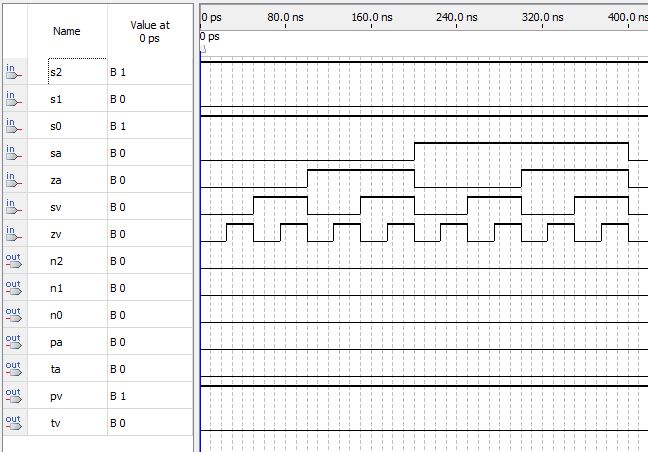 Name
Value at
0 ps
0 ps
80.0 ns
160.0 ns
240.0 ns
320.0 ns
400.0 ns
0 ps
in s2 B 1
in s1 B 0
in s0 B 1
in sa B 0
in za B 0
in sv B 0
in zv B 0
out n2 B 0
out n1 B 0
out n0 B 0
out pa B 0
out ta B 0
out pv B 1
out tv B 0